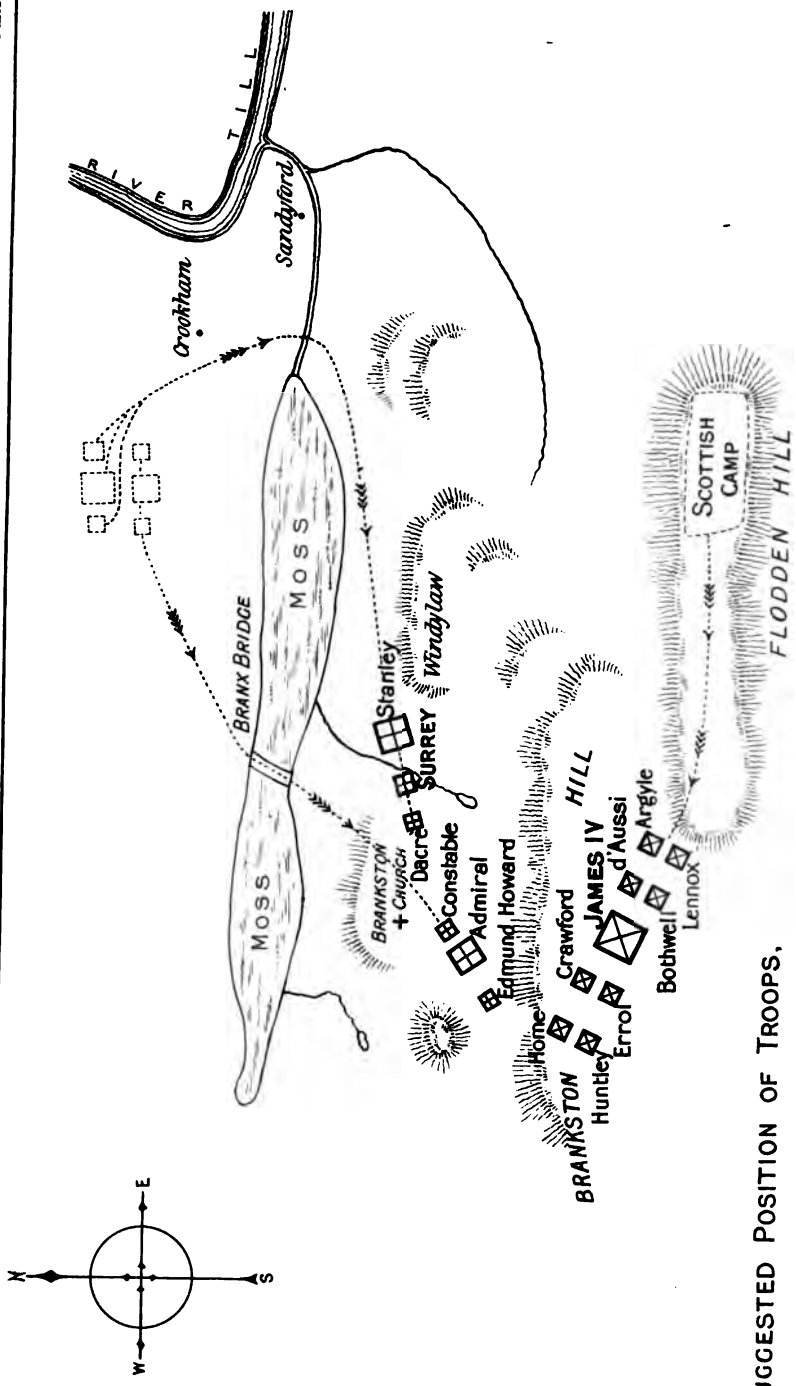 N
W
E
S
RIVER TILL
Crookham
Sandyford
BRANX BRIDGE
MOSS
MOSS
BRANKSTON
+ CHURCH
Stanley
SURREY
Dacre
Constable
Admiral
Edmund Howard
Windylaw
BRANKSTON HILL
Home
Huntley
Crawford
Errol
JAMES IV
d'Aussi
Argyle
Bothwell
Lennox
SCOTTISH
CAMP
FLODDEN HILL
UGGESTED POSITION OF TROOPS,